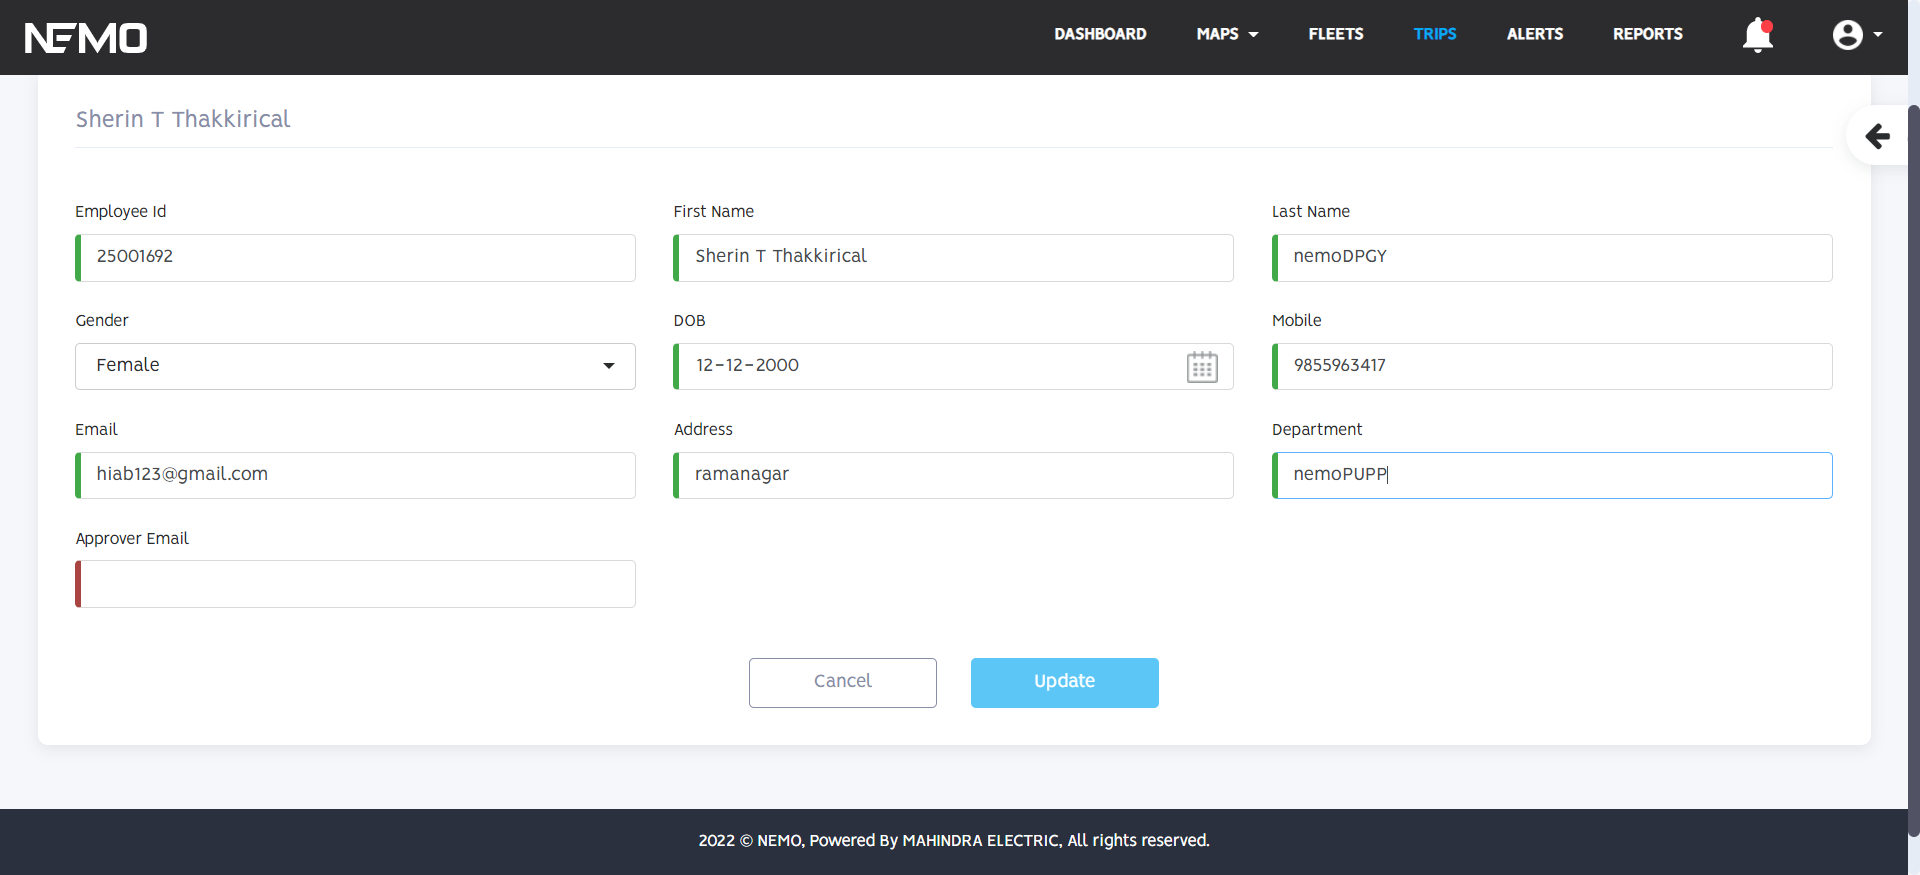 NEMO
DASHBOARD MAPS FLEETS TRIPS ALERTS REPORTS
Sherin T Thakkirical
Employee Id First Name Last Name
25001692 Sherin T Thakkirical nemoDPGY
Gender DOB Mobile
Female 12-12-2000 9855963417
Email Address Department
hiab123@gmail.com ramanagar nemoPUPP
Approver Email
Cancel Update
2022 © NEMO, Powered By MAHINDRA ELECTRIC, All rights reserved.